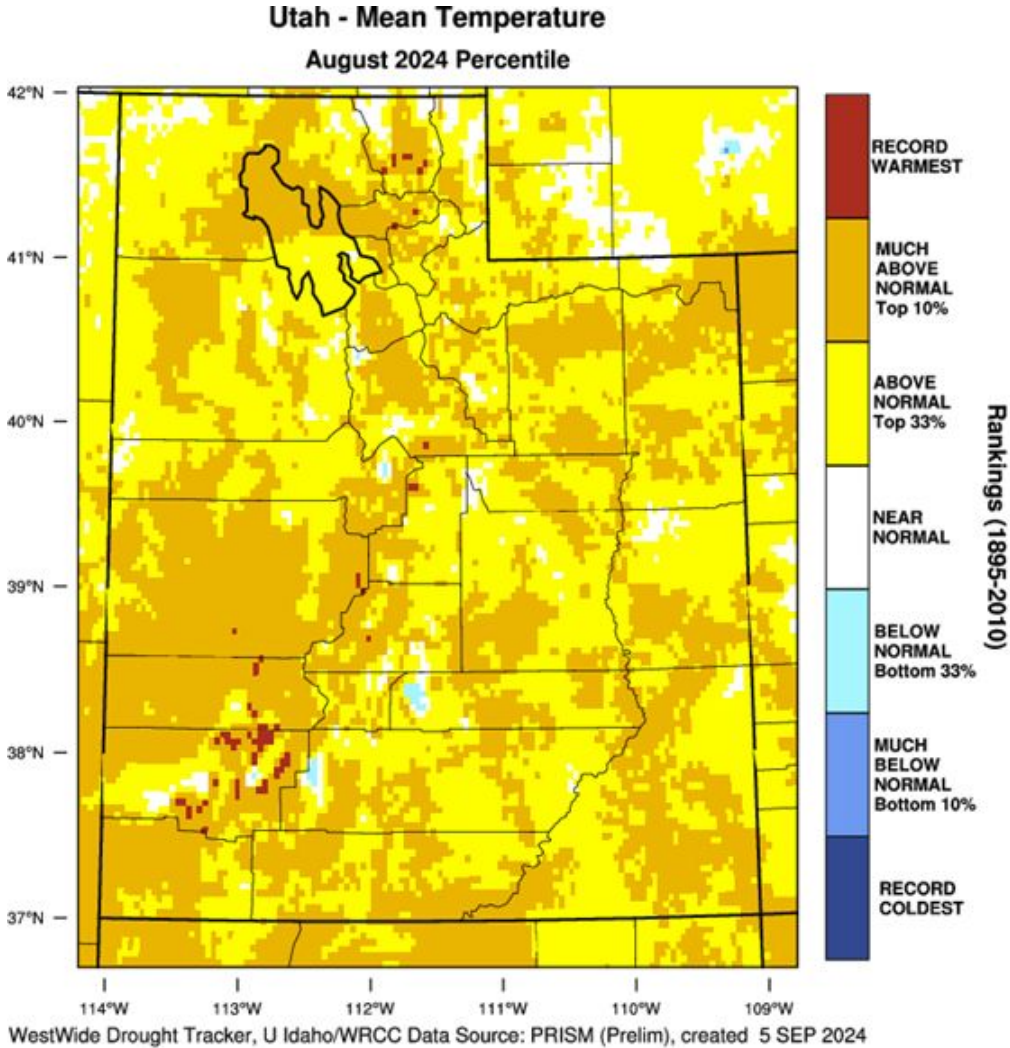 Utah - Mean Temperature
August 2024 Percentile
42°N
41°N
40°N
39°N
38°N
37°N
114°W
113°W
112°W
111°W
110°W
109°W
RECORD
WARMEST
MUCH
ABOVE
NORMAL
Top 10%
ABOVE
NORMAL
Top 33%
NEAR
NORMAL
BELOW
NORMAL
Bottom 33%
MUCH
BELOW
NORMAL
Bottom 10%
RECORD
COLDEST
Rankings (1895-2010)
WestWide Drought Tracker, U Idaho/WRCC Data Source: PRISM (Prelim), created 5 SEP 2024